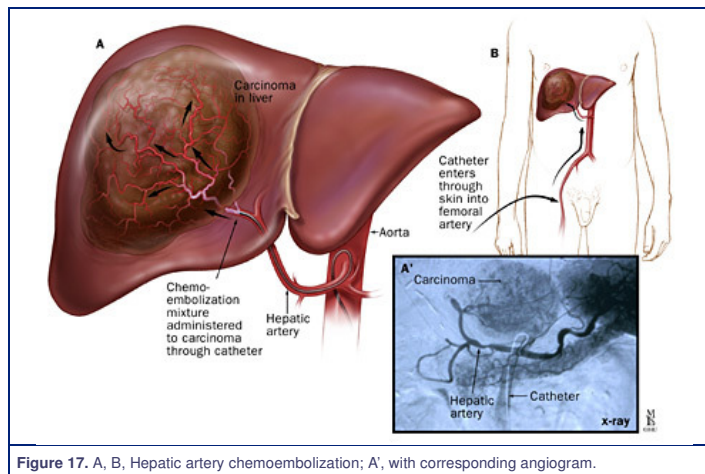 A
Carcinoma
in liver
Aorta
Chemo-
embolization
mixture
administered
to carcinoma
through catheter
Hepatic
artery
B
Catheter
enters
through
skin into
femoral
artery
A'
Carcinoma
Hepatic
artery
Catheter
x-ray
Figure 17. A, B, Hepatic artery chemoembolization; A’, with corresponding angiogram.